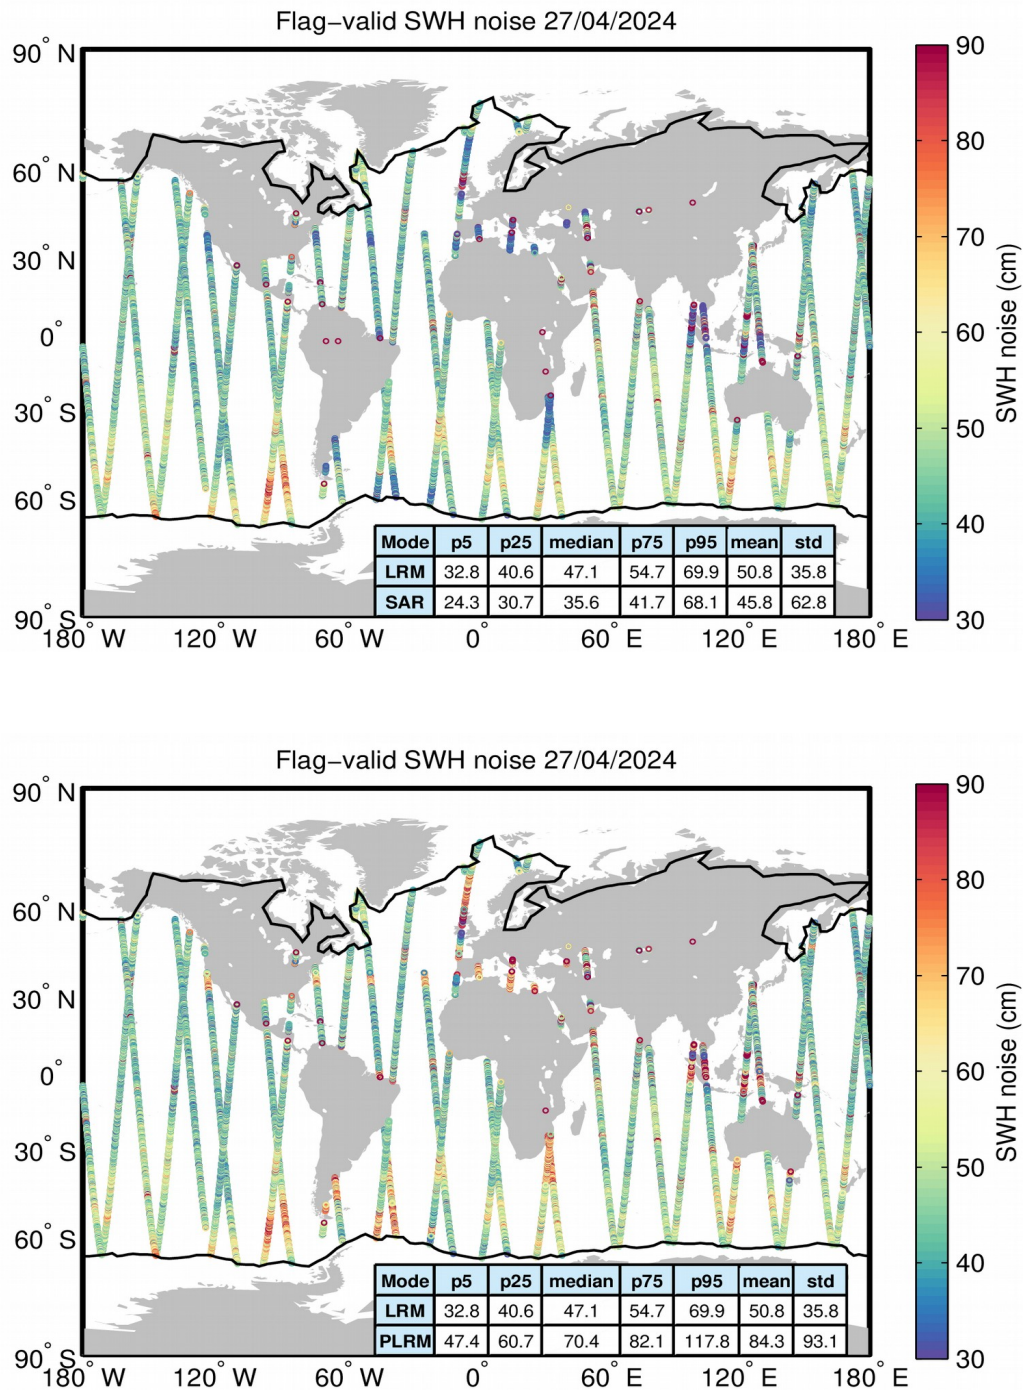 Flag−valid SWH noise 27/04/2024
90° N
60° N
30° N
0°
30° S
60° S
90° S
180° W
120° W
60° W
0°
60° E
120° E
180° E
90
80
70
60
50
40
30
SWH noise (cm)
Mode p5 p25 median p75 p95 mean std
LRM 32.8 40.6 47.1 54.7 69.9 50.8 35.8
SAR 24.3 30.7 35.6 41.7 68.1 45.8 62.8
Flag−valid SWH noise 27/04/2024
90° N
60° N
30° N
0°
30° S
60° S
90° S
180° W
120° W
60° W
0°
60° E
120° E
180° E
90
80
70
60
50
40
30
SWH noise (cm)
Mode p5 p25 median p75 p95 mean std
LRM 32.8 40.6 47.1 54.7 69.9 50.8 35.8
PLRM 47.4 60.7 70.4 82.1 117.8 84.3 93.1